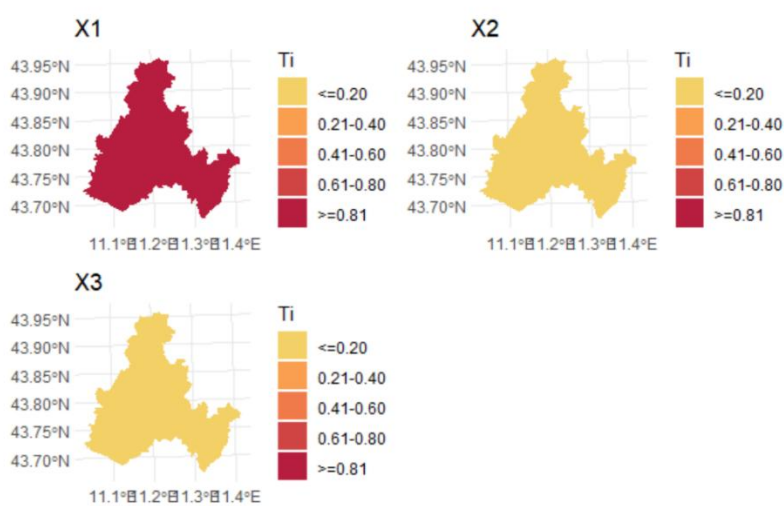 X1
Ti
43.95°N
43.90°N
43.85°N
43.80°N
43.75°N
43.70°N
<=0.20
0.21-0.40
0.41-0.60
0.61-0.80
>=0.81
11.1°E 11.2°E 11.3°E 11.4°E
X2
Ti
43.95°N
43.90°N
43.85°N
43.80°N
43.75°N
43.70°N
<=0.20
0.21-0.40
0.41-0.60
0.61-0.80
>=0.81
11.1°E 11.2°E 11.3°E 11.4°E
X3
Ti
43.95°N
43.90°N
43.85°N
43.80°N
43.75°N
43.70°N
<=0.20
0.21-0.40
0.41-0.60
0.61-0.80
>=0.81
11.1°E 11.2°E 11.3°E 11.4°E